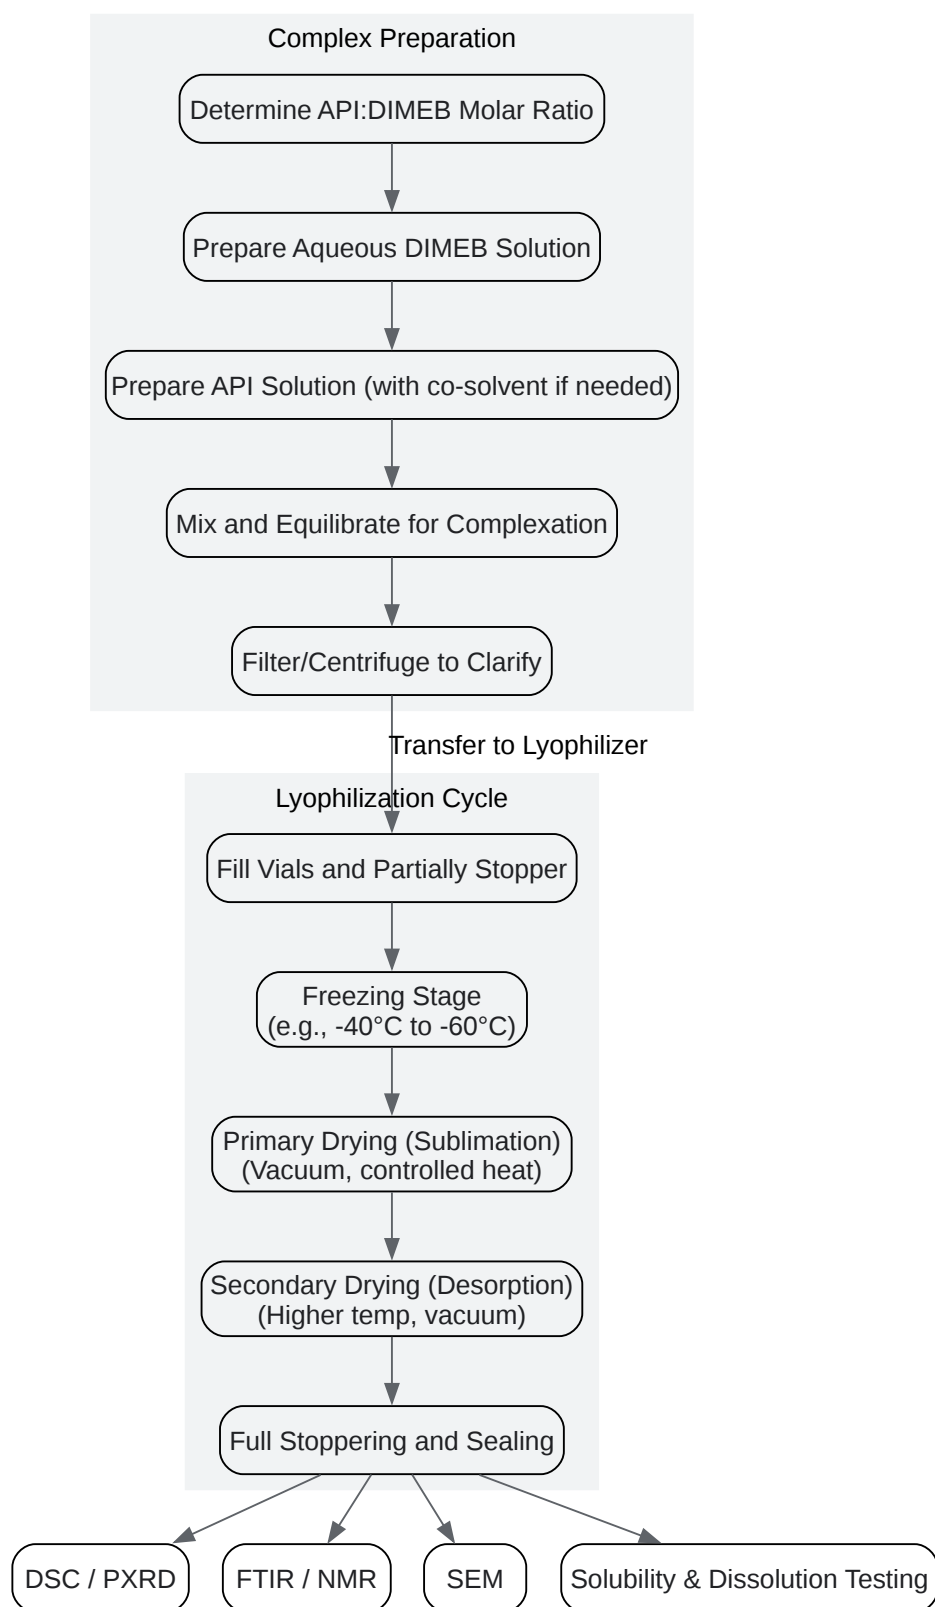 Complex Preparation
Determine API:DIMEB Molar Ratio
Prepare Aqueous DIMEB Solution
Prepare API Solution (with co-solvent if needed)
Mix and Equilibrate for Complexation
Filter/Centrifuge to Clarify
Transfer to Lyophilizer
Lyophilization Cycle
Fill Vials and Partially Stopper
Freezing Stage
(e.g., -40°C to -60°C)
Primary Drying (Sublimation)
(Vacuum, controlled heat)
Secondary Drying (Desorption)
(Higher temp, vacuum)
Full Stoppering and Sealing
DSC / PXRD
FTIR / NMR
SEM
Solubility & Dissolution Testing